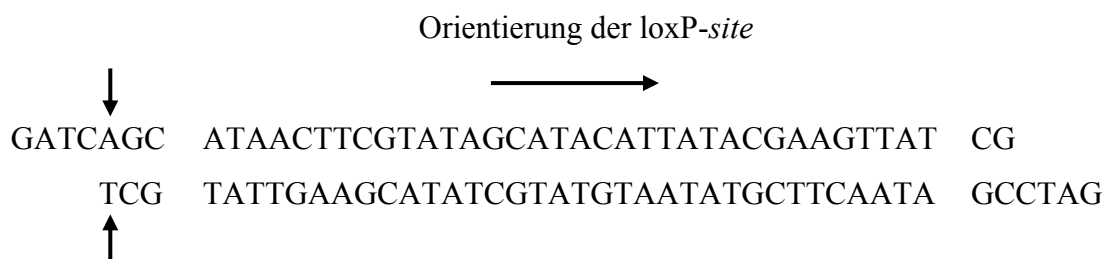 Orientierung der loxP-site
GATCAGC ATAACTTCGTATAGCATACATTATACGAAGTTAT CG
TCG TATTGAAGCATATCGTATGTAATATGCTTCAATA GCCTAG